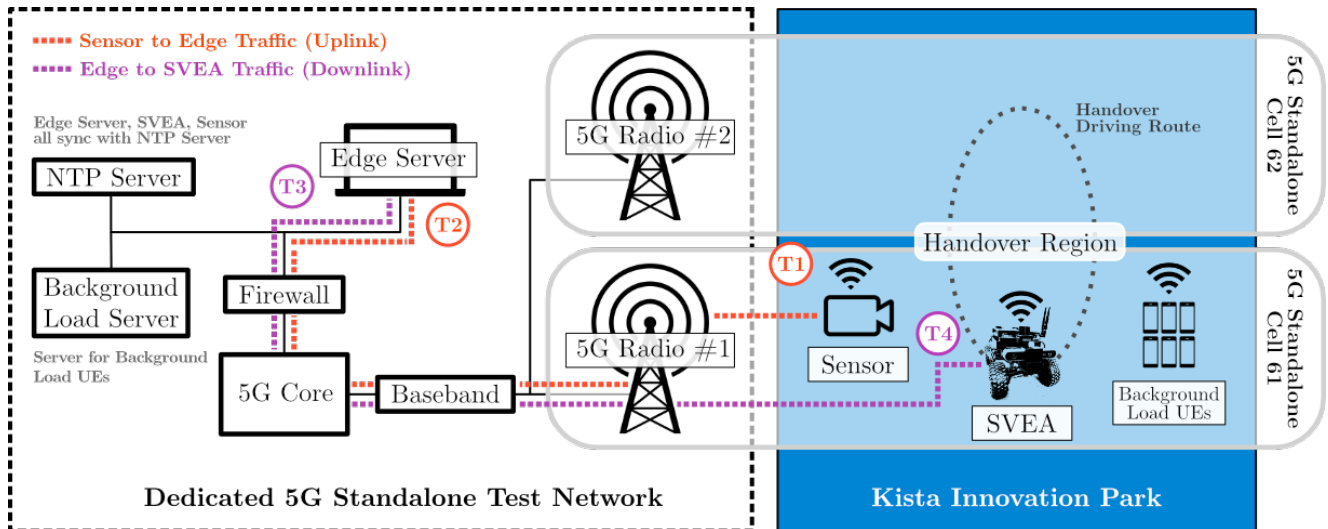 Sensor to Edge Traffic (Uplink)
Edge to SVEA Traffic (Downlink)
Edge Server, SVEA, Sensor
all sync with NTP Server
NTP Server
Edge Server
T3
T2
Background
Load Server
Server for Background
Load UEs
Firewall
5G Core
Baseband
5G Radio #2
5G Radio #1
Dedicated 5G Standalone Test Network
Handover
Driving Route
Handover Region
T1
Sensor
T4
SVEA
Background
Load UEs
5G Standalone
Cell 62
5G Standalone
Cell 61
Kista Innovation Park